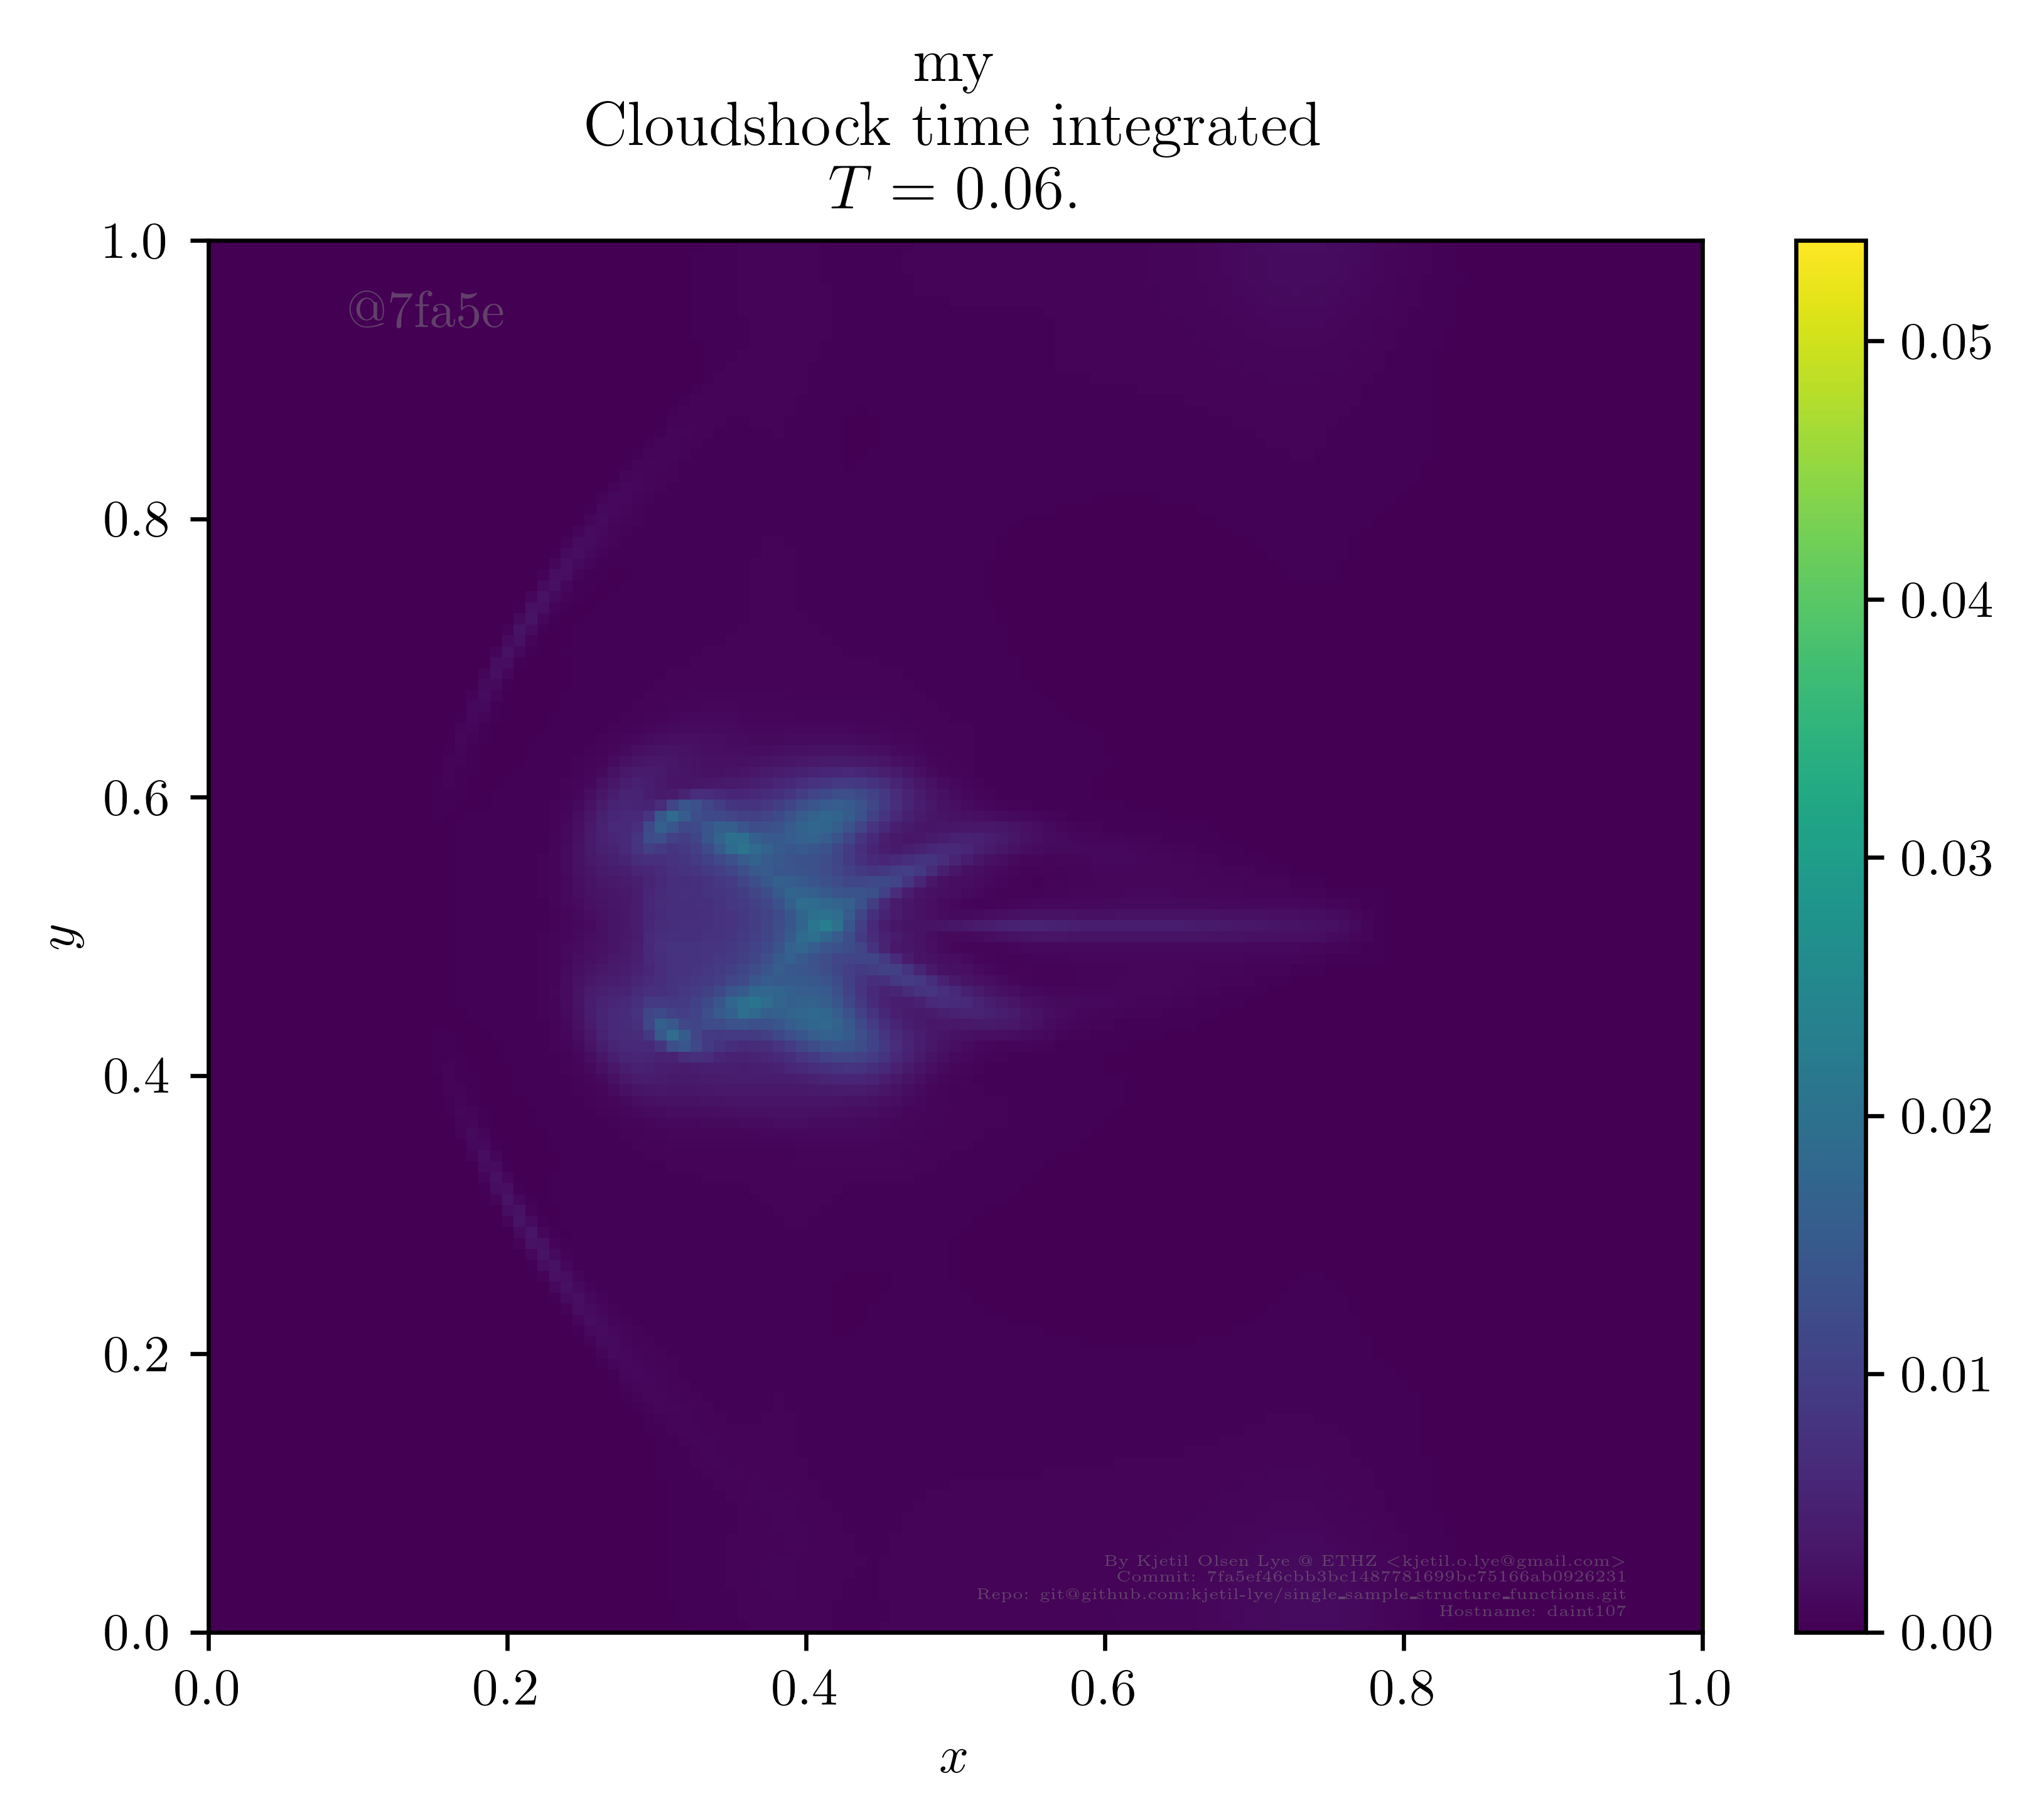 my
Cloudshock time integrated
T = 0.06.
1.0
0.8
0.6
0.4
0.2
0.0
y
@7fa5e
By Kjetil Olsen Lye @ ETHZ <kjetil.o.lye@gmail.com>
Commit: 7fa5ef46cbb3bc1487781699bc75166ab0926231
Repo: git@github.com:kjetil-lye/single_sample_structure_functions.git
Hostname: daint107
0.0 0.2 0.4 0.6 0.8 1.0
x
0.05
0.04
0.03
0.02
0.01
0.00